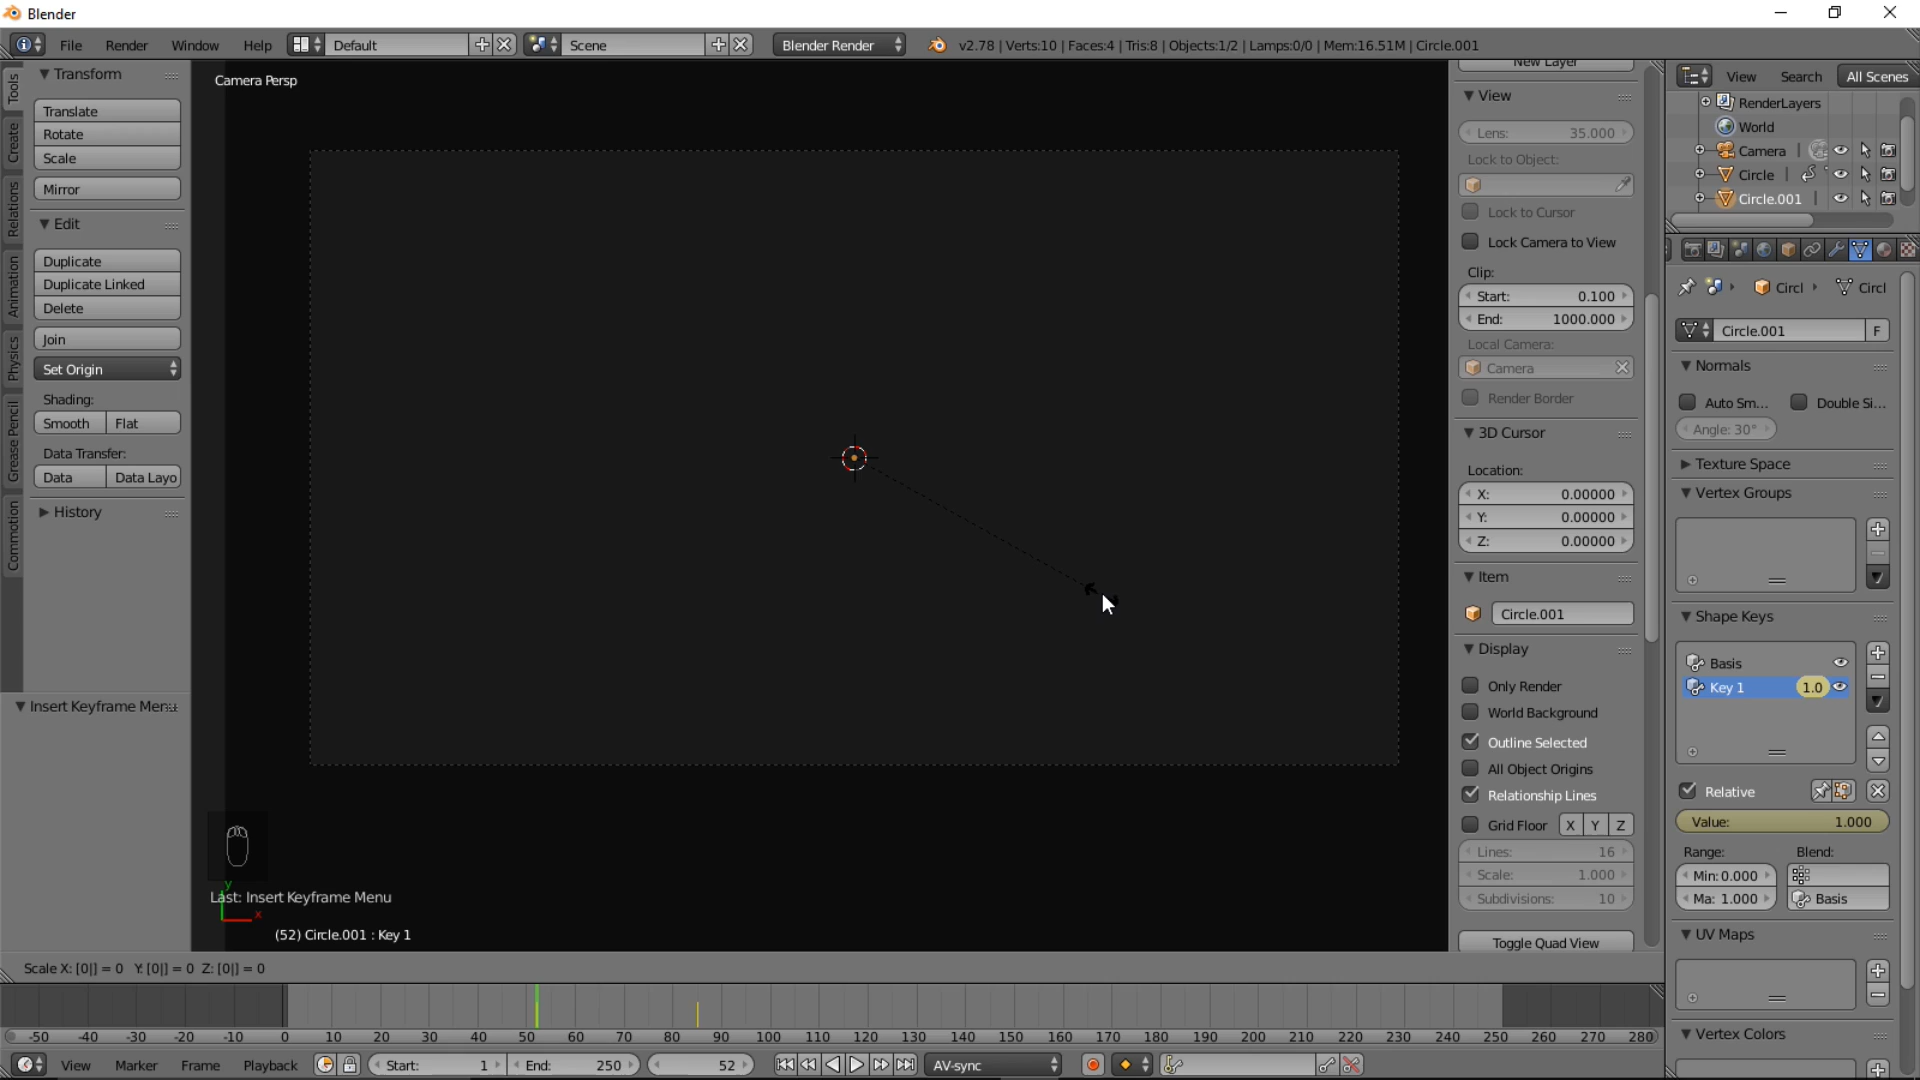 Blender
File Render Window Help Default Scene Blender Render v2.78 | Verts:10 | Faces:4 | Tris:8 | Objects:1/2 | Lamps:0/0 | Mem:16.51M | Circle.001
Tools
Create
Relations
Animation
Physics
Grease Pencil
Commotion
Transform
Translate
Rotate
Scale
Mirror
Edit
Duplicate
Duplicate Linked
Delete
Join
Set Origin
Shading:
Smooth Flat
Data Transfer:
Data Data Layo
History
Insert Keyframe Menu
Camera Persp
y
x
Last: Insert Keyframe Menu
(52) Circle.001 : Key 1
New Layer
View
Lens: 35.000
Lock to Object:
Lock to Cursor
Lock Camera to View
Clip:
Start: 0.100
End: 1000.000
Local Camera:
Camera
Render Border
3D Cursor
Location:
X: 0.00000
Y: 0.00000
Z: 0.00000
Item
Circle.001
Display
Only Render
World Background
Outline Selected
All Object Origins
Relationship Lines
Grid Floor X Y Z
Lines: 16
Scale: 1.000
Subdivisions: 10
Toggle Quad View
View Search All Scenes
RenderLayers
World
Camera
Circle
Circle.001
Circl Circl
Circle.001 F
Normals
Auto Sm... Double Si...
Angle: 30°
Texture Space
Vertex Groups
Shape Keys
Basis
Key 1 1.0
Relative
Value: 1.000
Range: Blend:
Min: 0.000
Ma: 1.000 Basis
UV Maps
Vertex Colors
Scale X: [0|] = 0 Y: [0|] = 0 Z: [0|] = 0
-50 -40 -30 -20 -10 0 10 20 30 40 50 60 70 80 90 100 110 120 130 140 150 160 170 180 190 200 210 220 230 240 250 260 270 280
View Marker Frame Playback Start: 1 End: 250 52 AV-sync